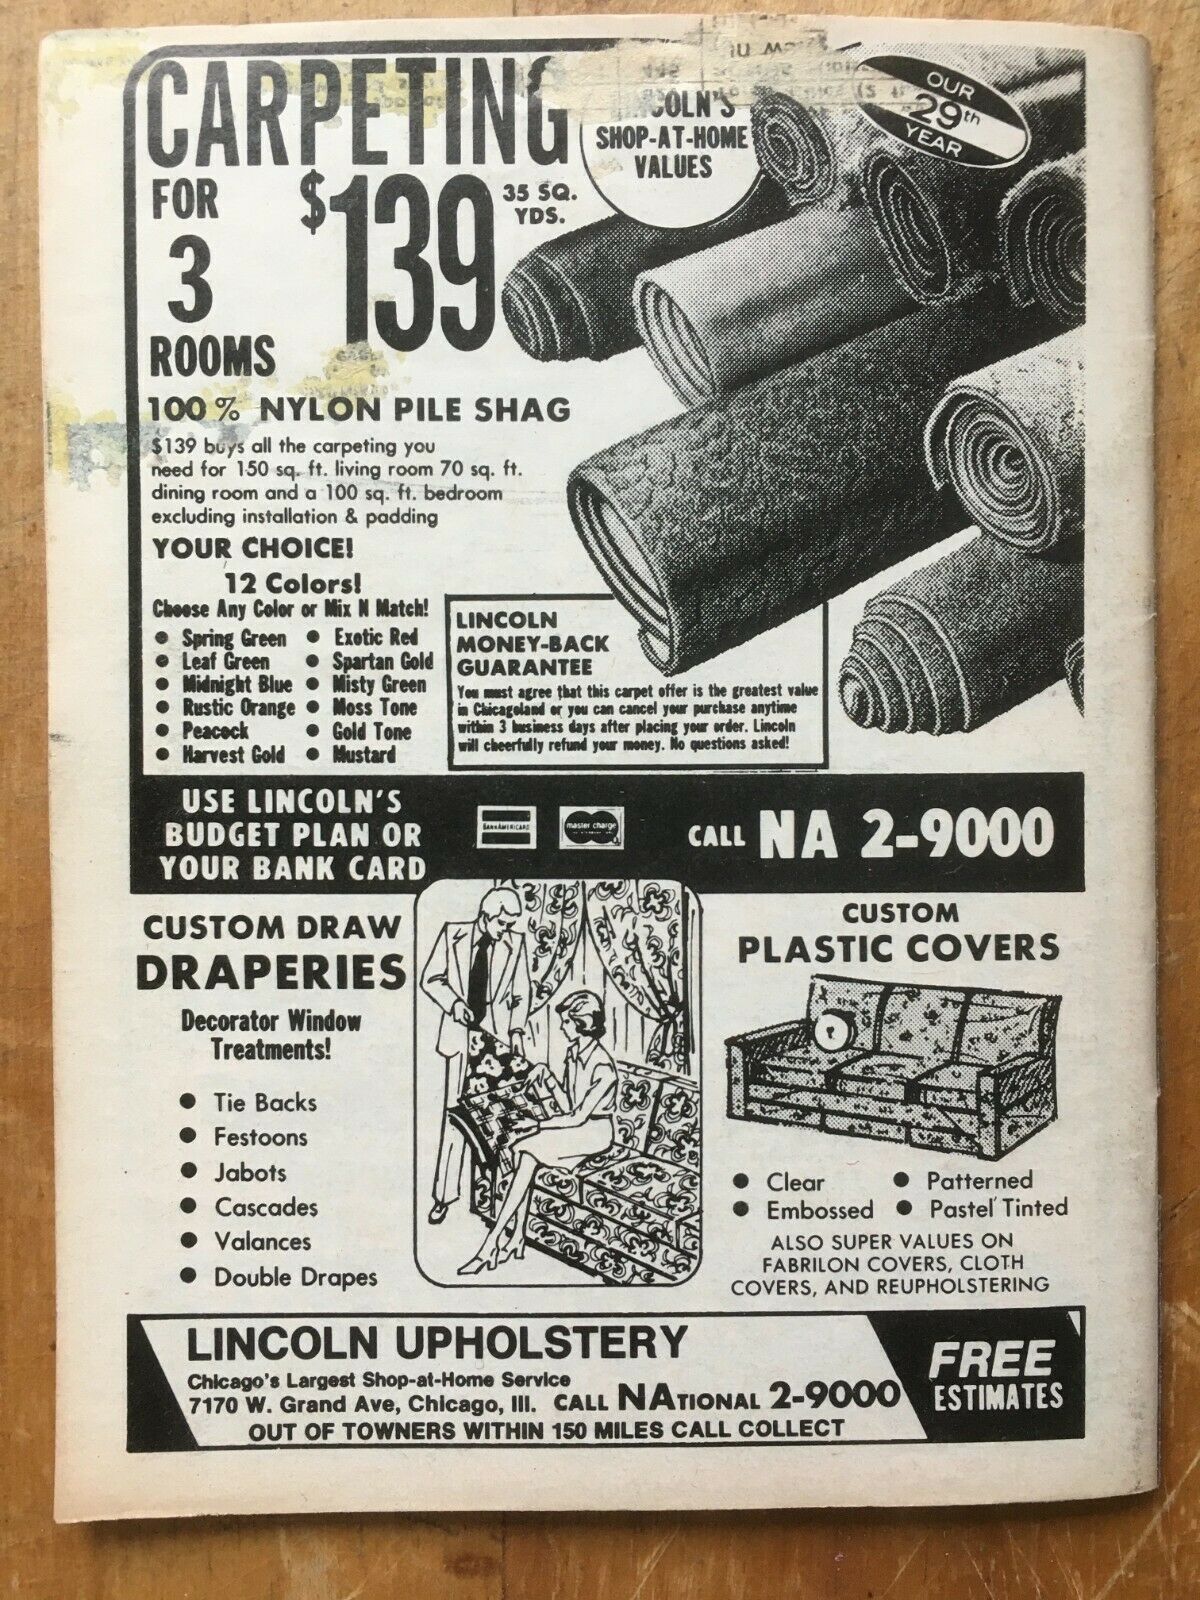 CARPETING
FOR
3
ROOMS
$139
35 SQ.
YDS.
SHOP-AT-HOME
VALUES
OUR
29th
YEAR
100 % NYLON PILE SHAG
$139 buys all the carpeting you
need for 150 sq. ft. living room 70 sq. ft.
dining room and a 100 sq. ft. bedroom
excluding installation & padding
YOUR CHOICE!
12 Colors!
Choose Any Color or Mix N Match!
• Spring Green • Exotic Red
• Leaf Green • Spartan Gold
• Midnight Blue • Misty Green
• Rustic Orange • Moss Tone
• Peacock • Gold Tone
• Harvest Gold • Mustard
LINCOLN
MONEY-BACK
GUARANTEE
You must agree that this carpet offer is the greatest value
in Chicagoland or you can cancel your purchase anytime
within 3 business days after placing your order. Lincoln
will cheerfully refund your money. No questions asked!
USE LINCOLN'S
BUDGET PLAN OR
YOUR BANK CARD
BANKAMERICARD
master charge
CALL NA 2-9000
CUSTOM DRAW
DRAPERIES
Decorator Window
Treatments!
• Tie Backs
• Festoons
• Jabots
• Cascades
• Valances
• Double Drapes
CUSTOM
PLASTIC COVERS
• Clear • Patterned
• Embossed • Pastel Tinted
ALSO SUPER VALUES ON
FABRILON COVERS, CLOTH
COVERS, AND REUPHOLSTERING
LINCOLN UPHOLSTERY
Chicago's Largest Shop-at-Home Service
7170 W. Grand Ave, Chicago, Ill. CALL NATIONAL 2-9000
OUT OF TOWNERS WITHIN 150 MILES CALL COLLECT
FREE
ESTIMATES